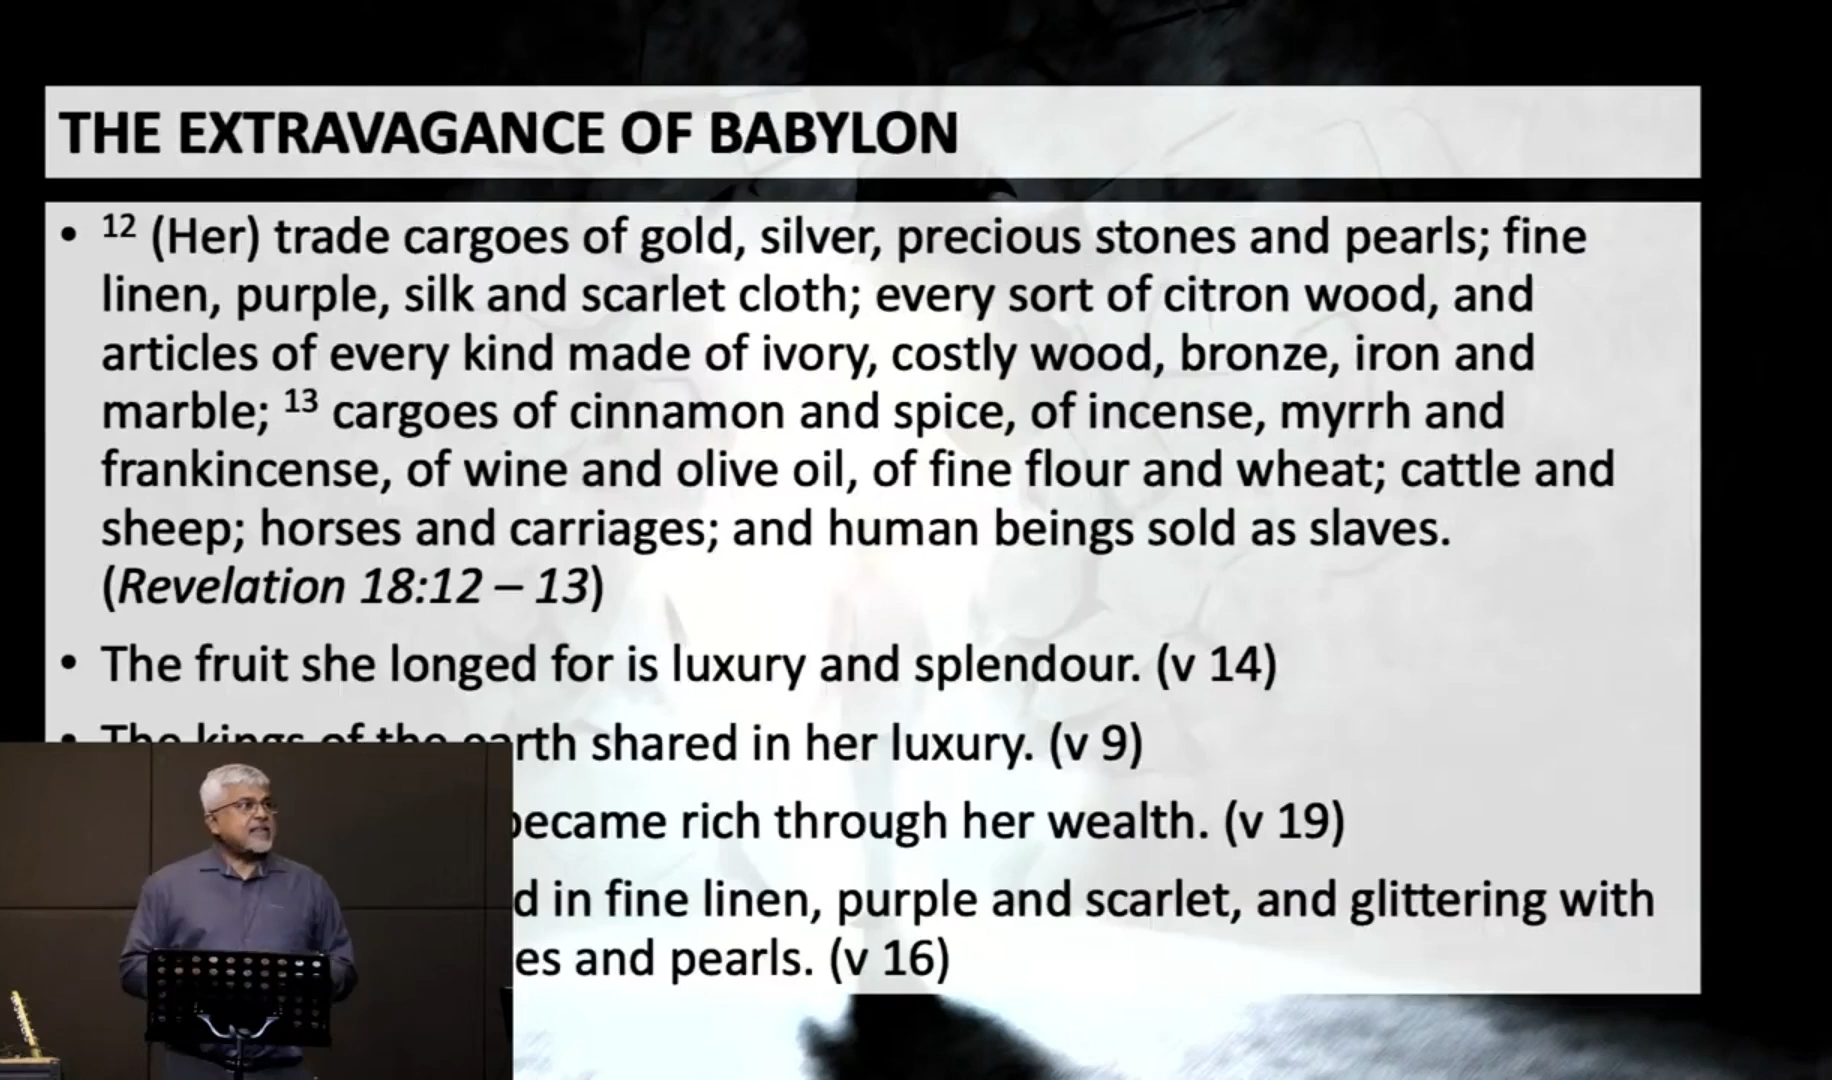 THE EXTRAVAGANCE OF BABYLON
• ¹² (Her) trade cargoes of gold, silver, precious stones and pearls; fine
linen, purple, silk and scarlet cloth; every sort of citron wood, and
articles of every kind made of ivory, costly wood, bronze, iron and
marble; ¹³ cargoes of cinnamon and spice, of incense, myrrh and
frankincense, of wine and olive oil, of fine flour and wheat; cattle and
sheep; horses and carriages; and human beings sold as slaves.
(Revelation 18:12 – 13)
• The fruit she longed for is luxury and splendour. (v 14)
• The kings of the earth shared in her luxury. (v 9)
became rich through her wealth. (v 19)
in fine linen, purple and scarlet, and glittering with
and pearls. (v 16)